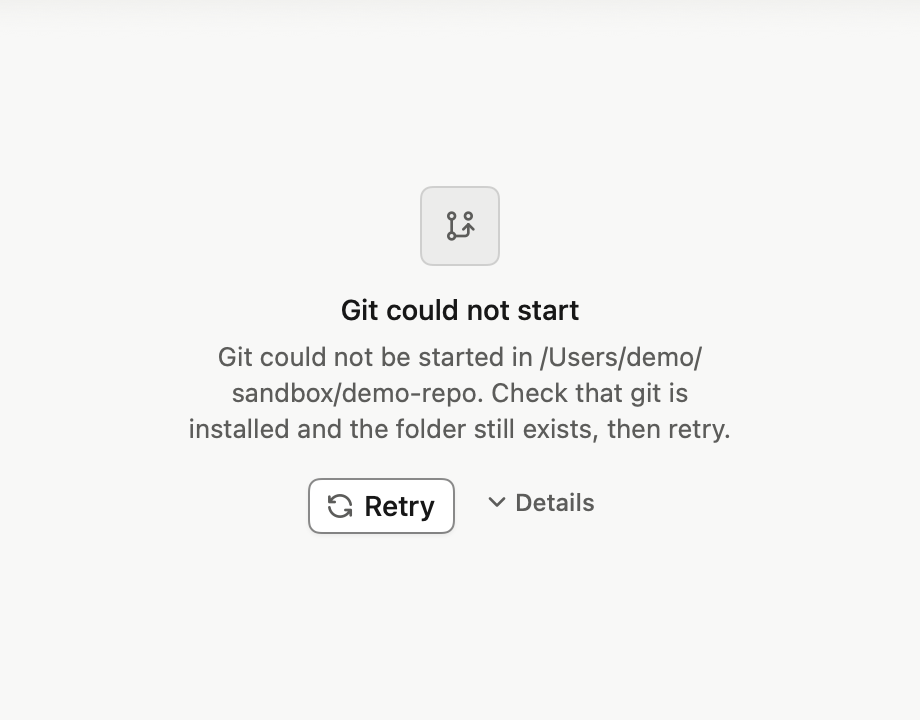 Git could not start
Git could not be started in /Users/demo/
sandbox/demo-repo. Check that git is
installed and the folder still exists, then retry.
Retry
Details